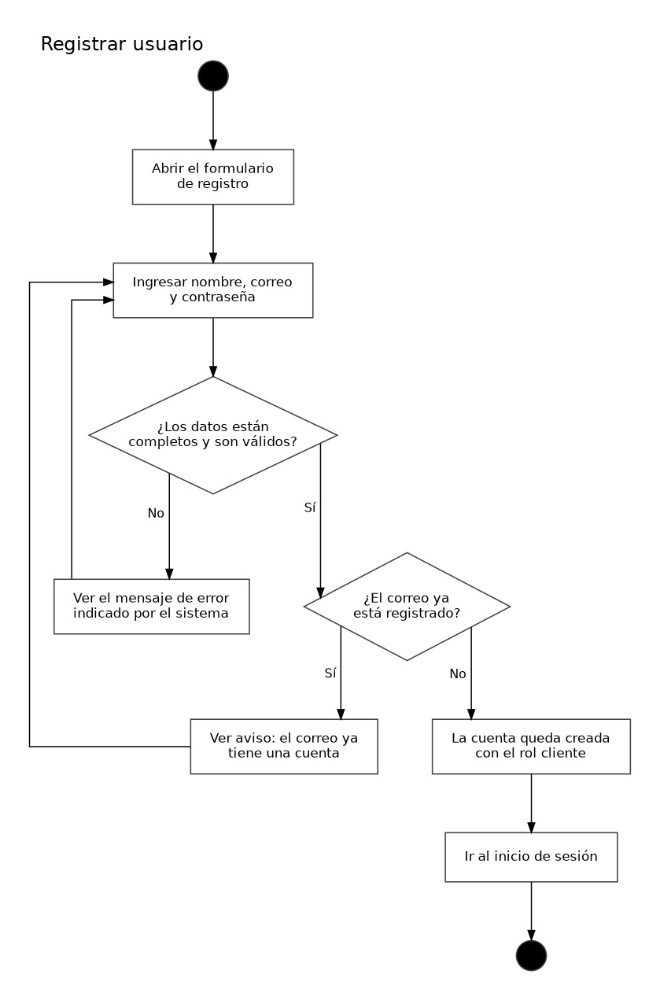 Registrar usuario
Abrir el formulario
de registro
Ingresar nombre, correo
y contraseña
¿Los datos están
completos y son válidos?
No
Sí
Ver el mensaje de error
indicado por el sistema
¿El correo ya
está registrado?
Sí
No
Ver aviso: el correo ya
tiene una cuenta
La cuenta queda creada
con el rol cliente
Ir al inicio de sesión